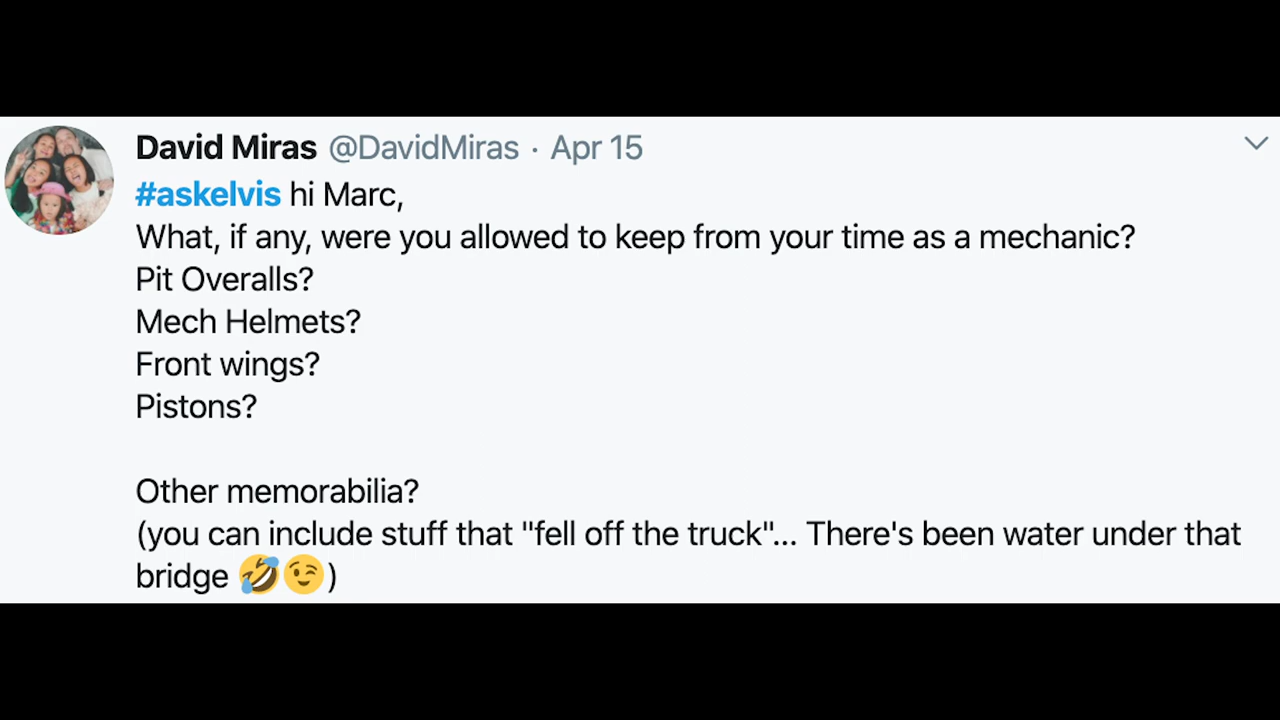 David Miras @DavidMiras · Apr 15
#askelvis hi Marc,
What, if any, were you allowed to keep from your time as a mechanic?
Pit Overalls?
Mech Helmets?
Front wings?
Pistons?
Other memorabilia?
(you can include stuff that "fell off the truck"... There's been water under that
bridge 🤣😉)